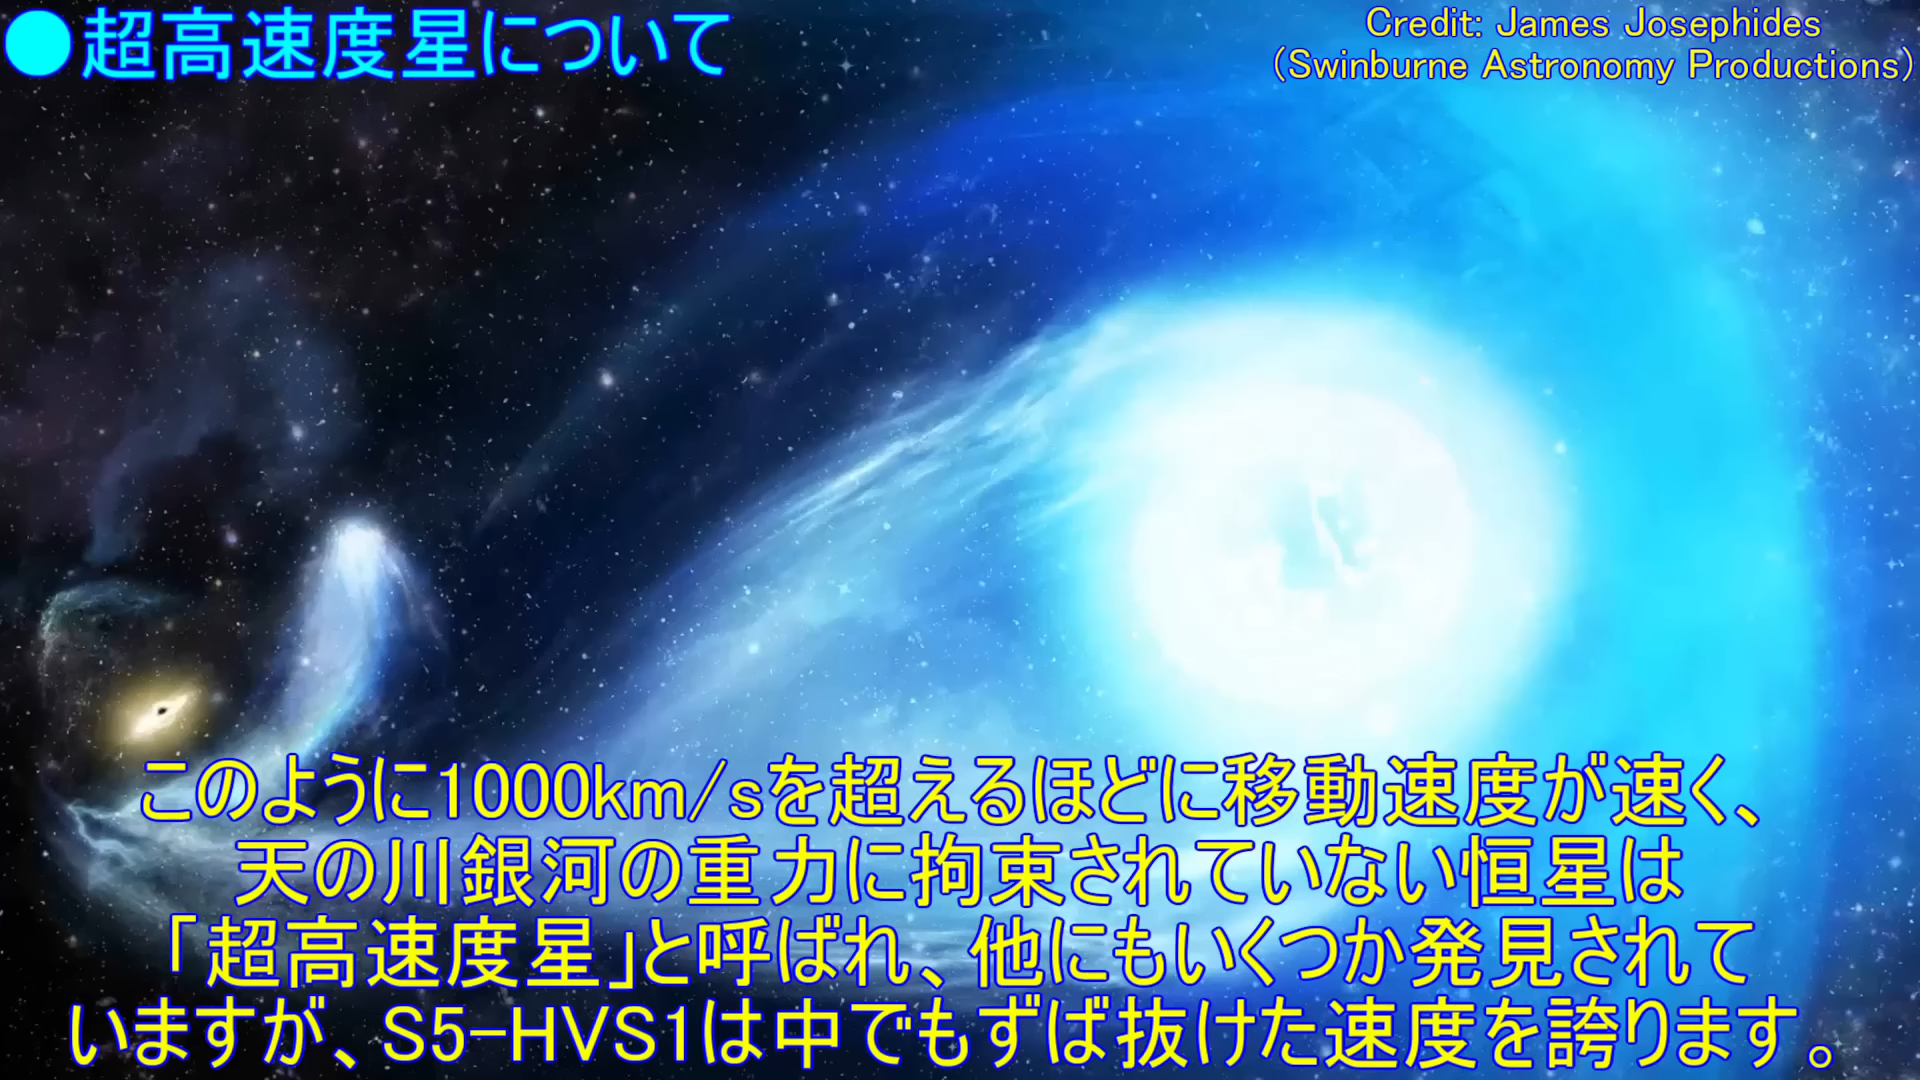 ●超高速度星について
Credit: James Josephides
(Swinburne Astronomy Productions)
このように1000km/sを超えるほどに移動速度が速く、
天の川銀河の重力に拘束されていない恒星は
「超高速度星」と呼ばれ、他にもいくつか発見されて
いますが、S5-HVS1は中でもずば抜けた速度を誇ります。